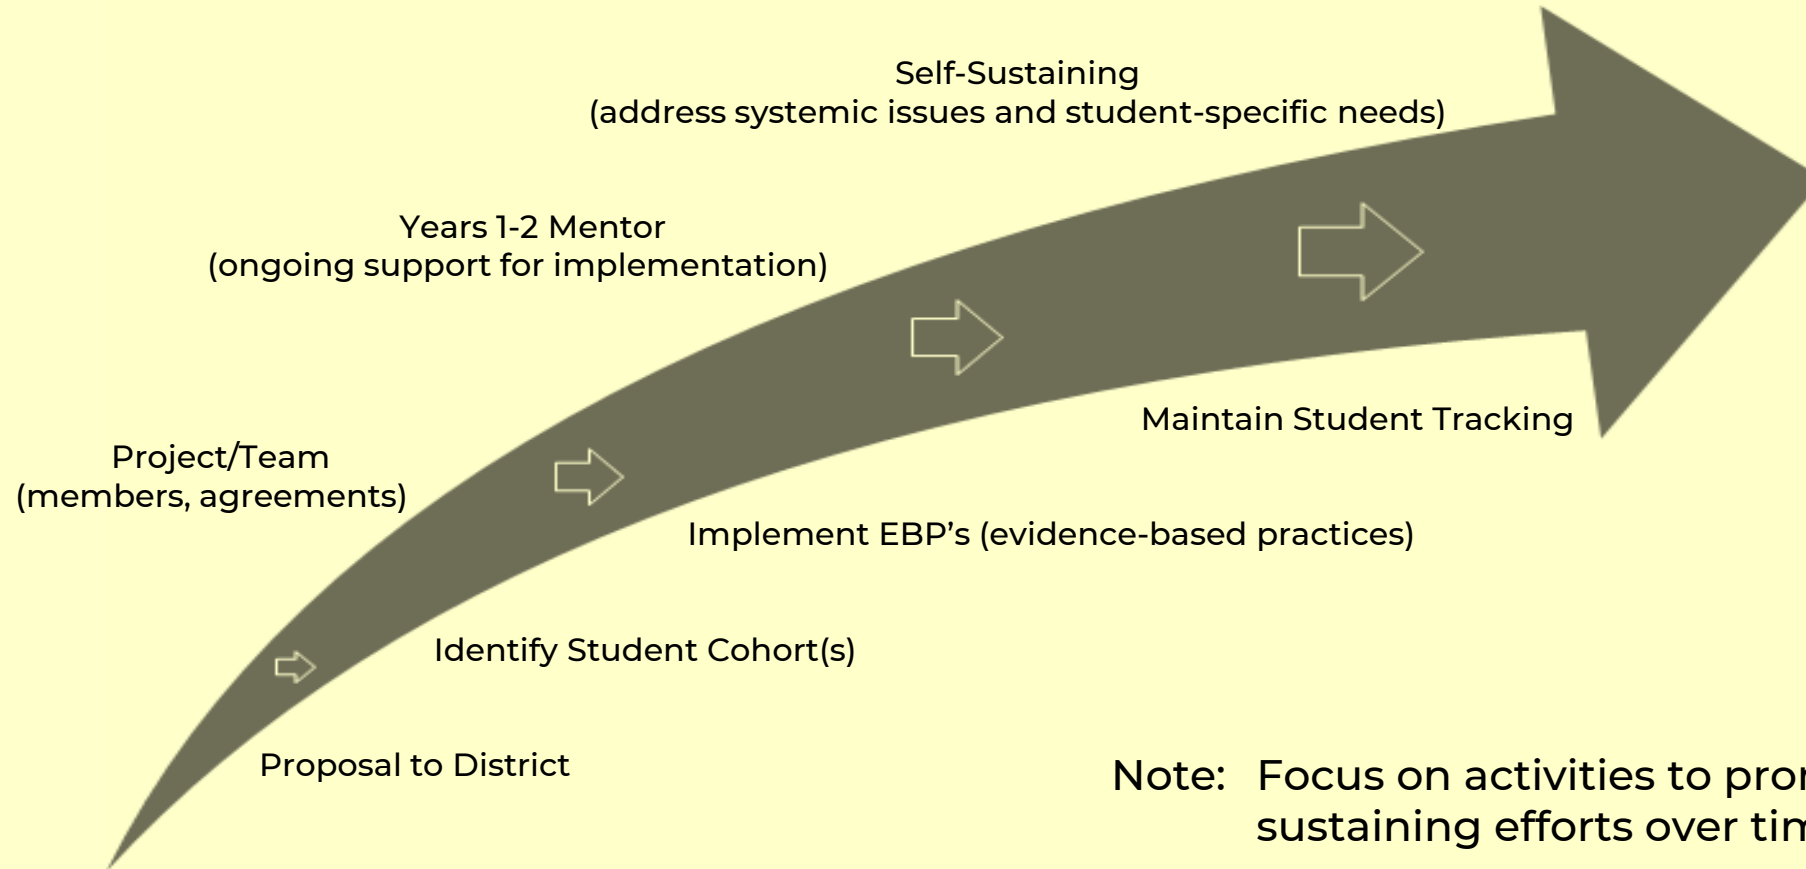 Self-Sustaining
(address systemic issues and student-specific needs)
Years 1-2 Mentor
(ongoing support for implementation)
Project/Team
(members, agreements)
Maintain Student Tracking
Implement EBP’s (evidence-based practices)
Identify Student Cohort(s)
Proposal to District
Note: Focus on activities to
sustaining efforts over